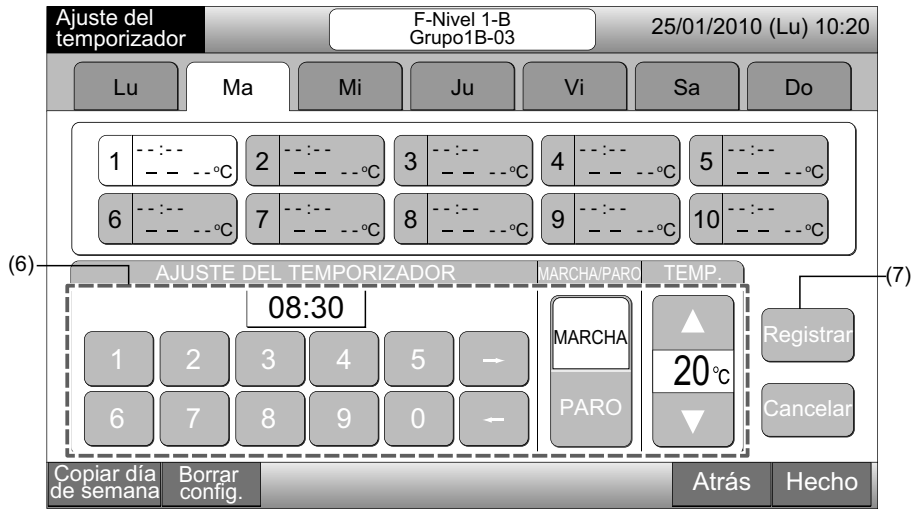 Ajuste del
temporizador
F-Nivel 1-B
Grupo1B-03
25/01/2010 (Lu) 10:20
Lu Ma Mi Ju Vi Sa Do
1 --:-- – – --°C 2 --:-- – – --°C 3 --:-- – – --°C 4 --:-- – – --°C 5 --:-- – – --°C
6 --:-- – – --°C 7 --:-- – – --°C 8 --:-- – – --°C 9 --:-- – – --°C 10 --:-- – – --°C
(6)
AJUSTE DEL TEMPORIZADOR MARCHA/PARO TEMP.
(7)
08:30
1 2 3 4 5 →
6 7 8 9 0 ←
MARCHA
PARO
▲
20°C
▼
Registrar
Cancelar
Copiar día
de semana
Borrar
config.
Atrás
Hecho